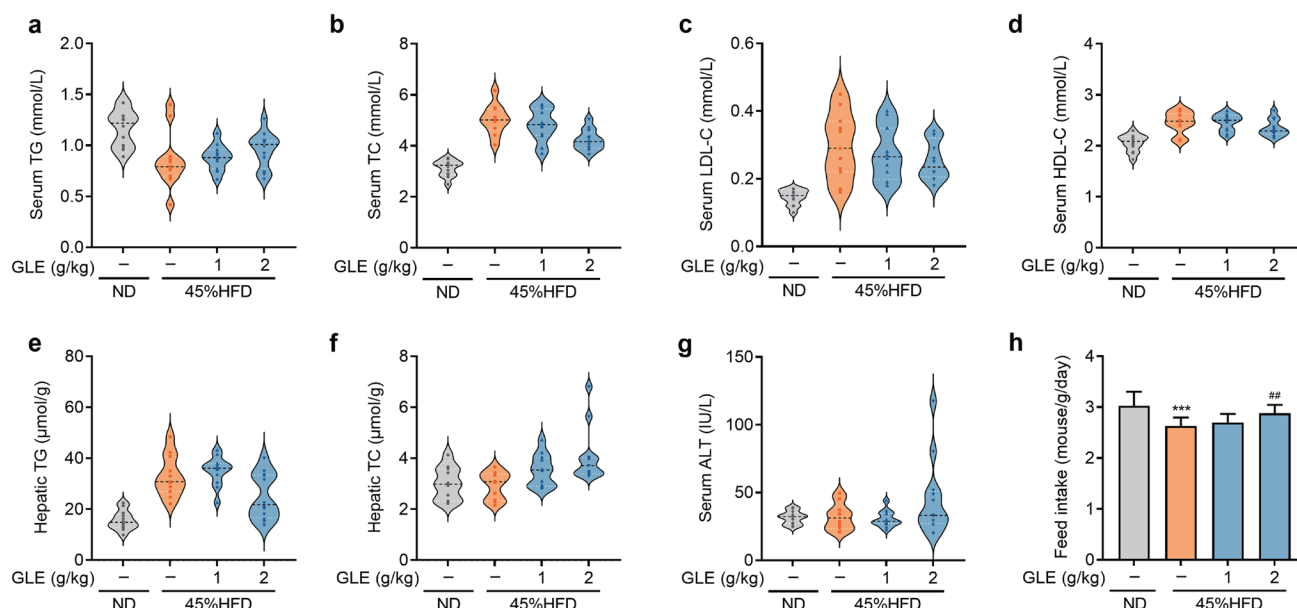 a
2.0
1.5
1.0
0.5
0.0
Serum TG (mmol/L)
GLE (g/kg) – – 1 2
ND 45%HFD
b
8
6
4
2
0
Serum TC (mmol/L)
GLE (g/kg) – – 1 2
ND 45%HFD
c
0.6
0.4
0.2
0.0
Serum LDL-C (mmol/L)
GLE (g/kg) – – 1 2
ND 45%HFD
d
4
3
2
1
0
Serum HDL-C (mmol/L)
GLE (g/kg) – – 1 2
ND 45%HFD
e
80
60
40
20
0
Hepatic TG (μmol/g)
GLE (g/kg) – – 1 2
ND 45%HFD
f
8
6
4
2
0
Hepatic TC (μmol/g)
GLE (g/kg) – – 1 2
ND 45%HFD
g
150
100
50
0
Serum ALT (IU/L)
GLE (g/kg) – – 1 2
ND 45%HFD
h
4
3
2
1
0
Feed intake (mouse/g/day)
*** ##
GLE (g/kg) – – 1 2
ND 45%HFD